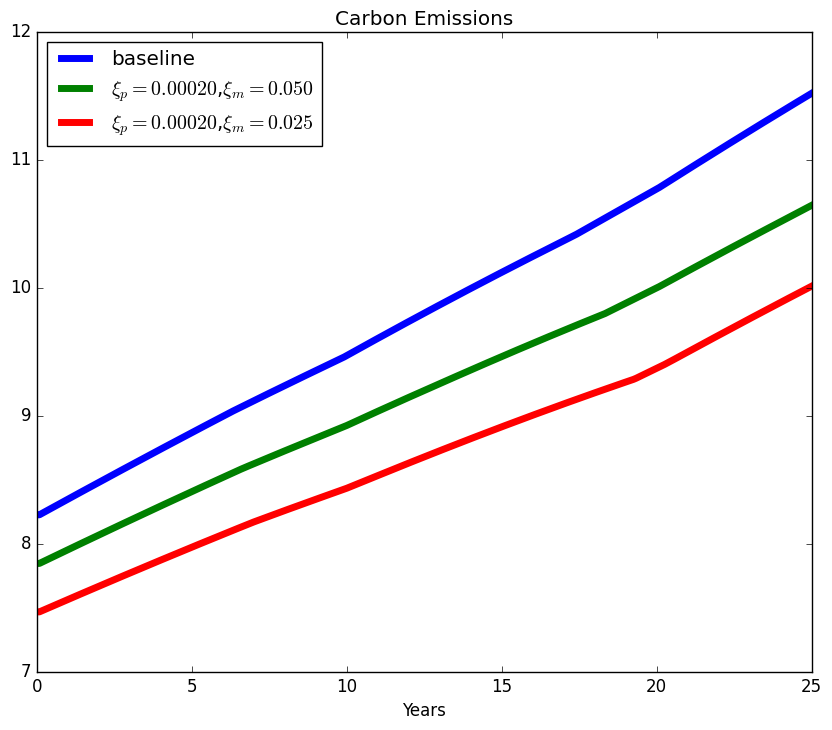 Carbon Emissions
12
11
10
9
8
7
baseline
ξₚ = 0.00020,ξₘ = 0.050
ξₚ = 0.00020,ξₘ = 0.025
0 5 10 15 20 25
Years